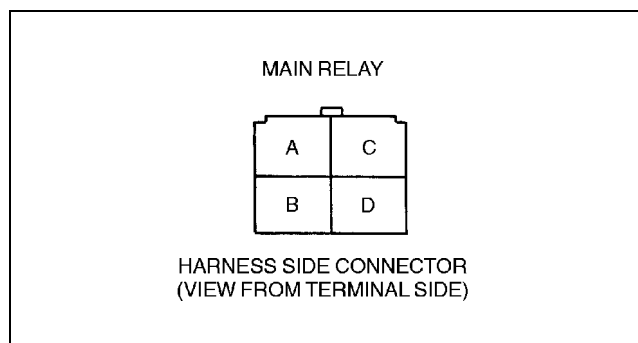 MAIN RELAY
A C
B D
HARNESS SIDE CONNECTOR
(VIEW FROM TERMINAL SIDE)